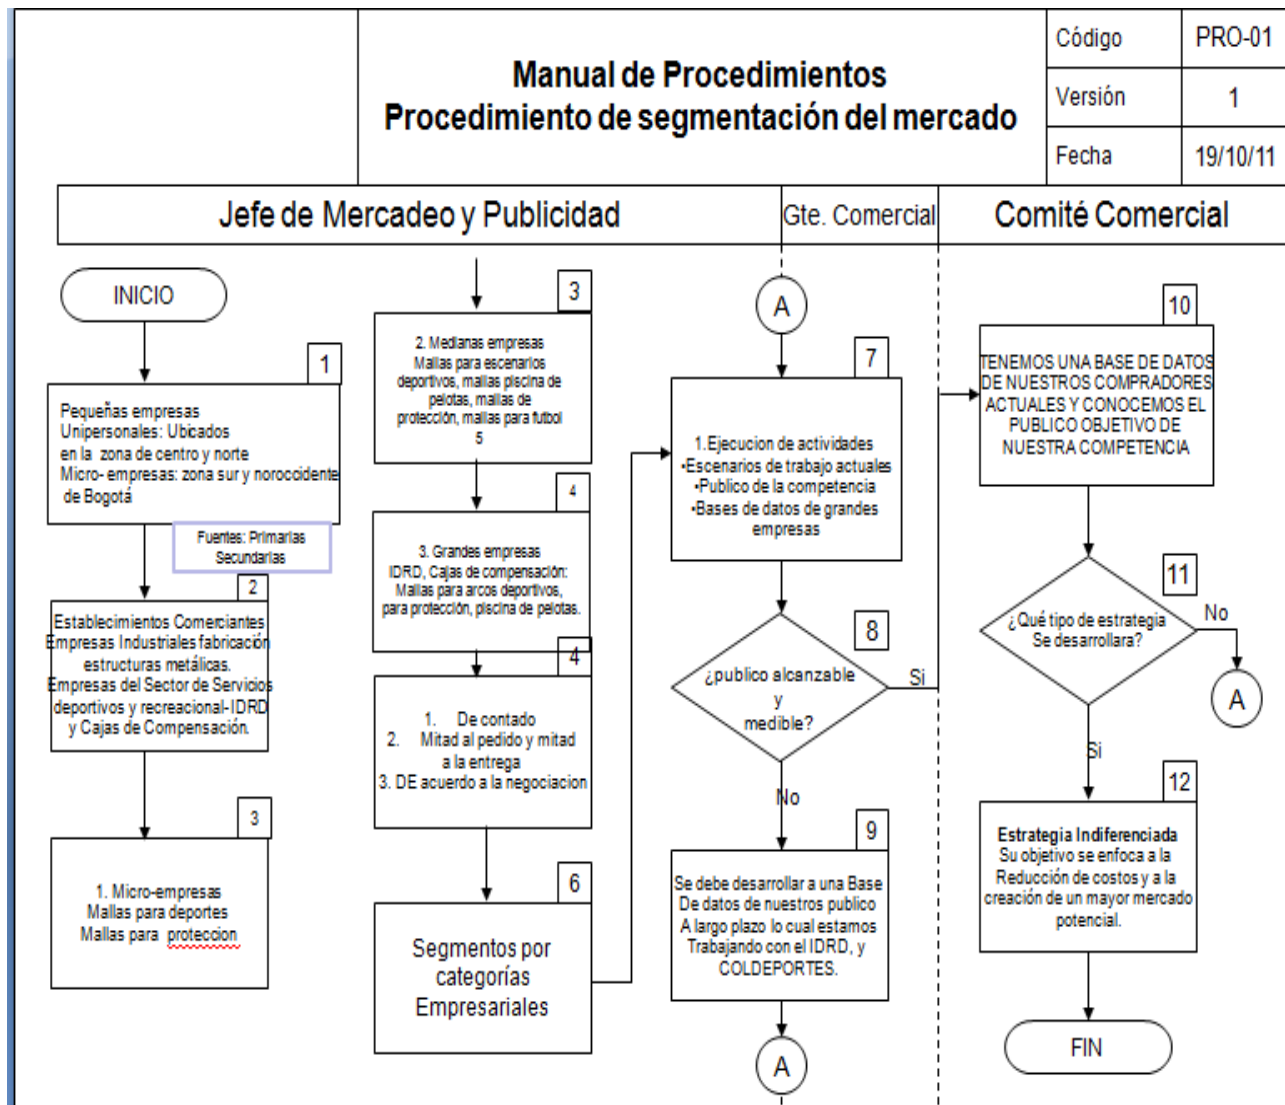 Manual de Procedimientos
Procedimiento de segmentación del mercado
Código PRO-01
Versión 1
Fecha 19/10/11
Jefe de Mercadeo y Publicidad
Gte. Comercial
Comité Comercial
INICIO
1
Pequeñas empresas
Unipersonales: Ubicados
en la zona de centro y norte
Micro- empresas: zona sur y noroccidente
de Bogotá
Fuentes: Primarias
Secundarias
2
Establecimientos Comerciantes
Empresas Industriales fabricación
estructuras metálicas.
Empresas del Sector de Servicios
deportivos y recreacional-IDRD
y Cajas de Compensación.
3
1. Micro-empresas
Mallas para deportes
Mallas para proteccion
3
2. Medianas empresas
Mallas para escenarios
deportivos, mallas piscina de
pelotas, mallas de
protección, mallas para futbol
5
4
3. Grandes empresas
IDRD, Cajas de compensación:
Mallas para arcos deportivos,
para protección, piscina de pelotas.
4
1. De contado
2. Mitad al pedido y mitad
a la entrega
3. DE acuerdo a la negociacion
6
Segmentos por
categorías
Empresariales
A
7
1.Ejecucion de actividades
•Escenarios de trabajo actuales
•Publico de la competencia
•Bases de datos de grandes
empresas
8
¿publico alcanzable
y
medible?
Si
No
9
Se debe desarrollar a una Base
De datos de nuestros publico
A largo plazo lo cual estamos
Trabajando con el IDRD, y
COLDEPORTES.
A
10
TENEMOS UNA BASE DE DATOS
DE NUESTROS COMPRADORES
ACTUALES Y CONOCEMOS EL
PUBLICO OBJETIVO DE
NUESTRA COMPETENCIA
11
¿Qué tipo de estrategia
Se desarrollara?
No
A
Si
12
Estrategia Indiferenciada
Su objetivo se enfoca a la
Reducción de costos y a la
creación de un mayor mercado
potencial.
FIN